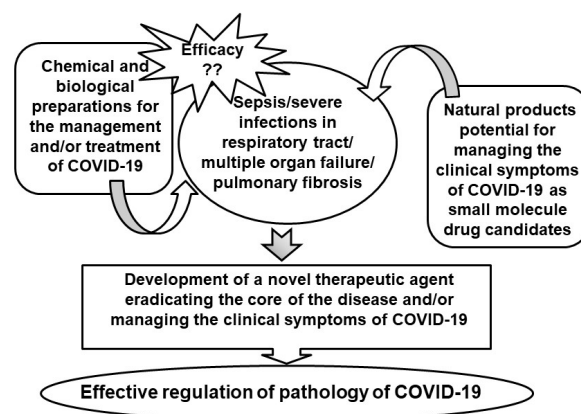 Efficacy
??
Chemical and
biological
preparations for
the management
and/or treatment
of COVID-19
Sepsis/severe
infections in
respiratory tract/
multiple organ failure/
pulmonary fibrosis
Natural products
potential for
managing the
clinical symptoms
of COVID-19 as
small molecule
drug candidates
Development of a novel therapeutic agent
eradicating the core of the disease and/or
managing the clinical symptoms of COVID-19
Effective regulation of pathology of COVID-19